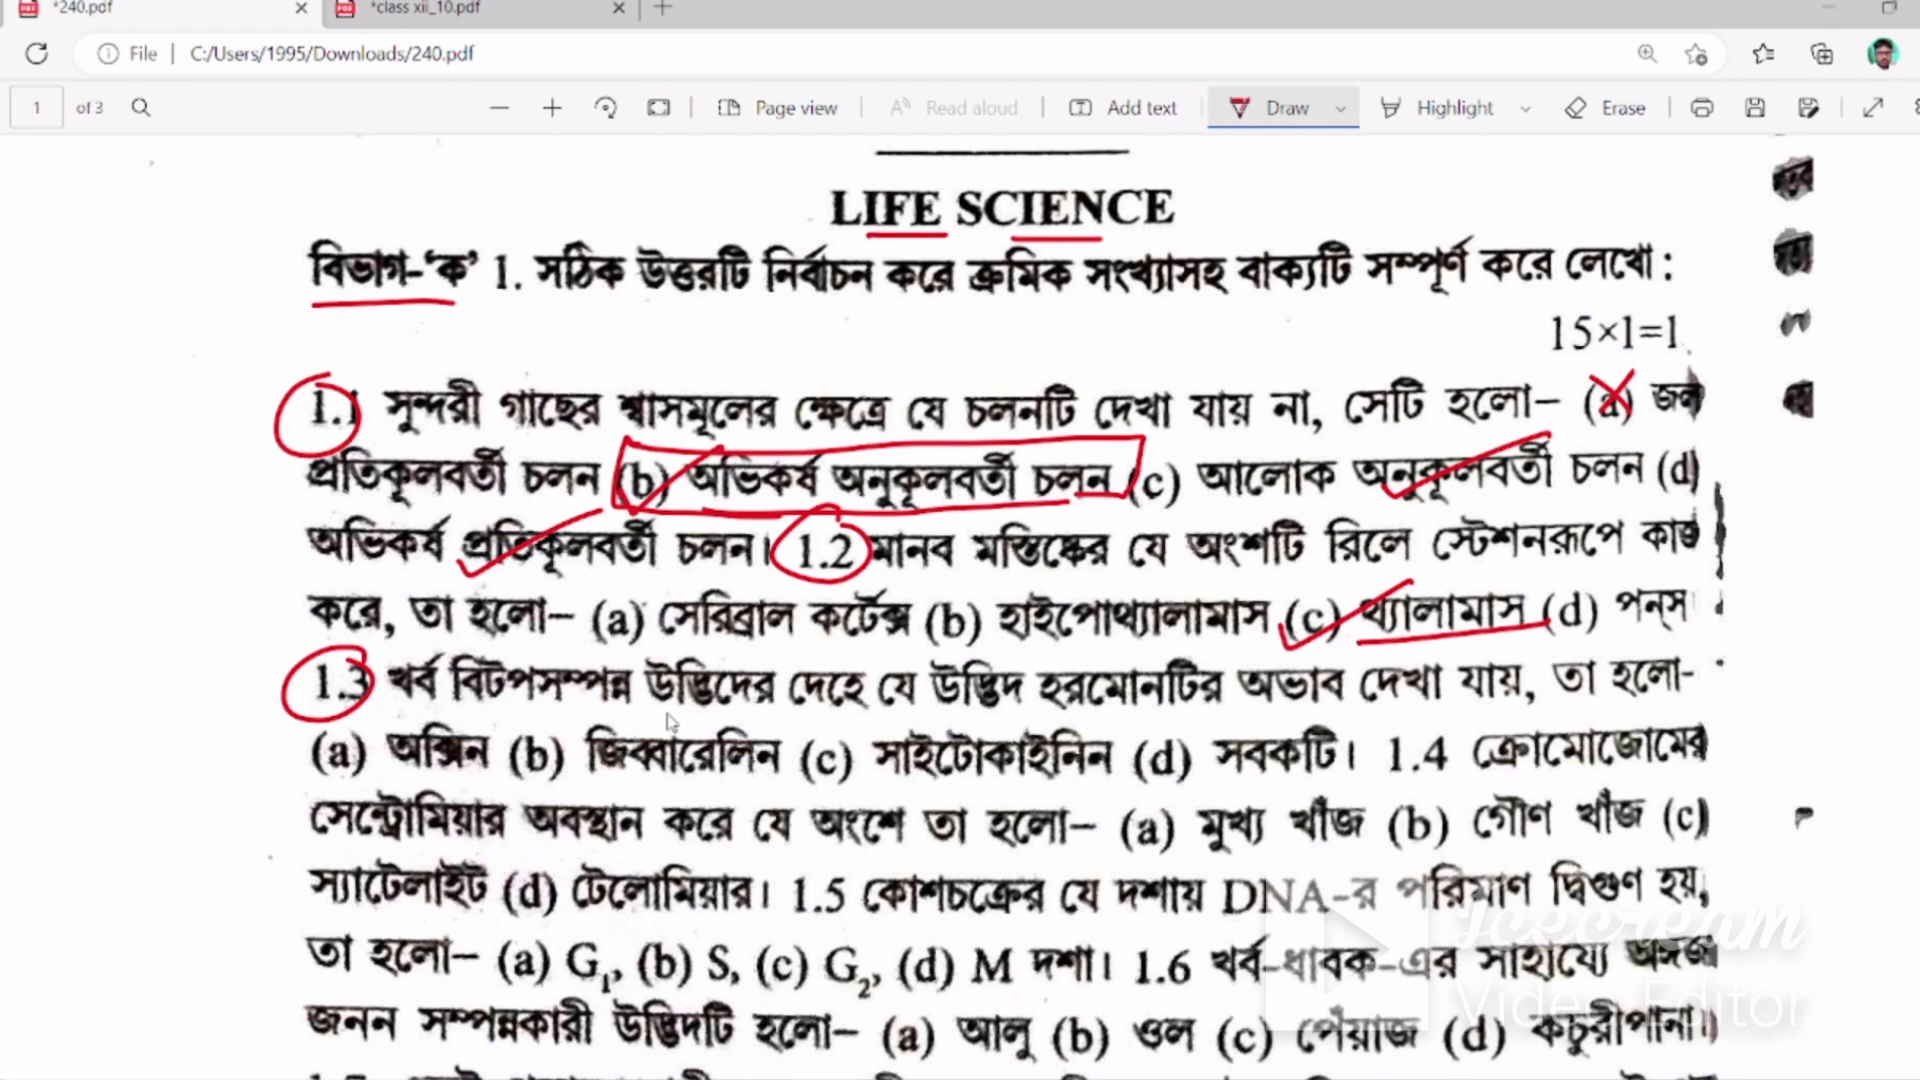 *240.pdf
*class xii_10.pdf
File | C:/Users/1995/Downloads/240.pdf
1 of 3 Page view Read aloud Add text Draw Highlight Erase
LIFE SCIENCE
বিভাগ-‘ক’ 1. সঠিক উত্তরটি নির্বাচন করে ক্রমিক সংখ্যাসহ বাক্যটি সম্পূর্ণ করে লেখো :
15×1=1
1.1 সুন্দরী গাছের শ্বাসমূলের ক্ষেত্রে যে চলনটি দেখা যায় না, সেটি হলো– (a) জল
প্রতিকূলবর্তী চলন (b) অভিকর্ষ অনুকূলবর্তী চলন (c) আলোক অনুকূলবর্তী চলন (d)
অভিকর্ষ প্রতিকূলবর্তী চলন। 1.2 মানব মস্তিষ্কের যে অংশটি রিলে স্টেশনরূপে কাজ
করে, তা হলো– (a) সেরিব্রাল কর্টেক্স (b) হাইপোথ্যালামাস (c) থ্যালামাস (d) পন্‌স
1.3 খর্ব বিটপসম্পন্ন উদ্ভিদের দেহে যে উদ্ভিদ হরমোনটির অভাব দেখা যায়, তা হলো-
(a) অক্সিন (b) জিব্বারেলিন (c) সাইটোকাইনিন (d) সবকটি। 1.4 ক্রোমোজোমের
সেন্ট্রোমিয়ার অবস্থান করে যে অংশে তা হলো– (a) মুখ্য খাঁজ (b) গৌণ খাঁজ (c)
স্যাটেলাইট (d) টেলোমিয়ার। 1.5 কোশচক্রের যে দশায় DNA-র পরিমাণ দ্বিগুণ হয়,
তা হলো– (a) G₁, (b) S, (c) G₂, (d) M দশা। 1.6 খর্ব-ধাবক-এর সাহায্যে অঙ্গজ
জনন সম্পন্নকারী উদ্ভিদটি হলো– (a) আলু (b) ওল (c) পেঁয়াজ (d) কচুরীপানা।
Icecream
Video Editor